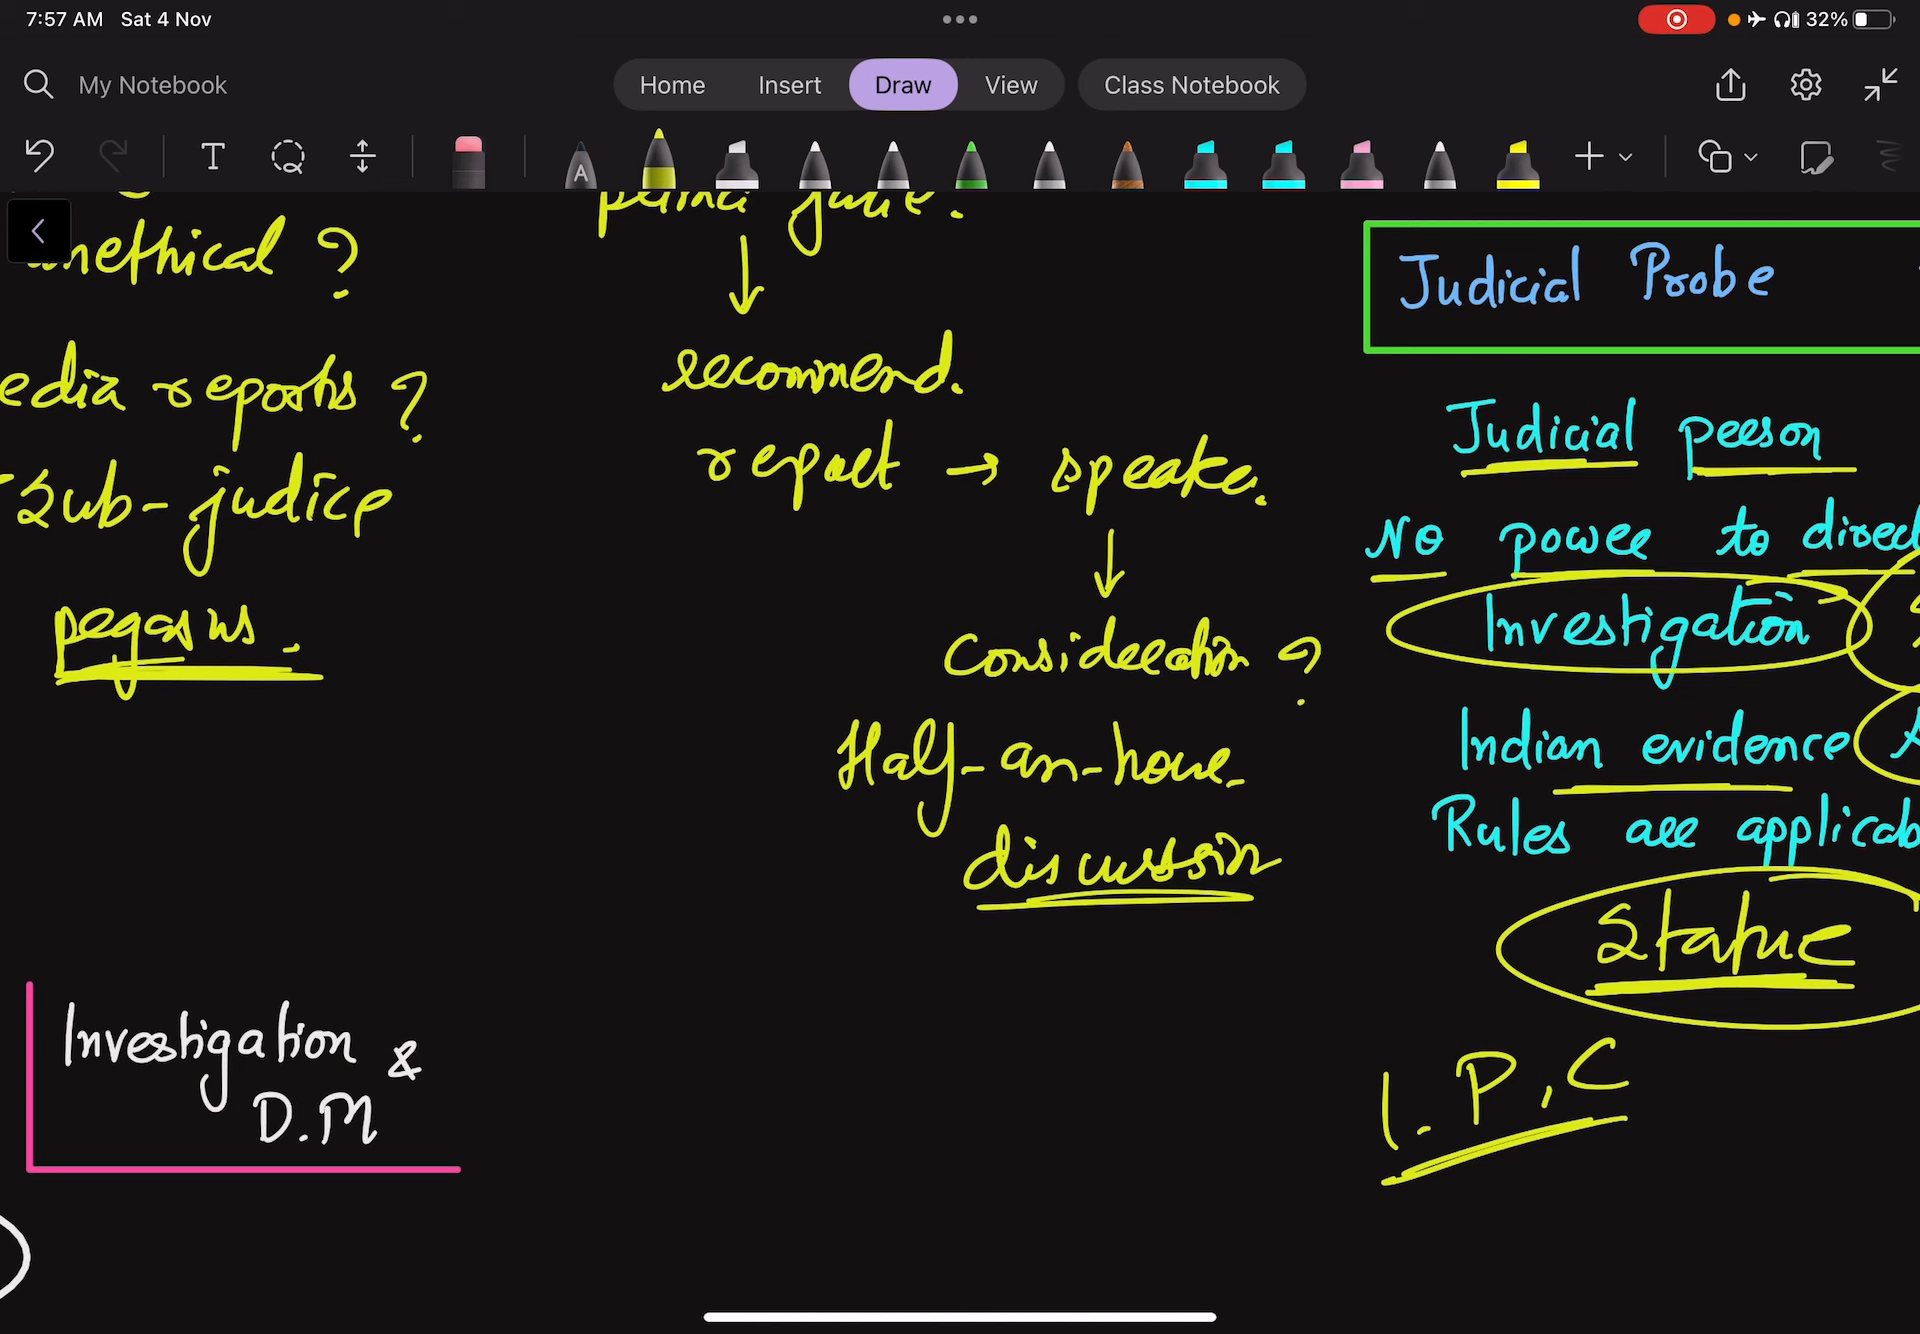 7:57 AM Sat 4 Nov
32%
My Notebook
Home Insert Draw View Class Notebook
T
A
prima facie.
unethical ?
edia reports ?
Sub-judice
pegasus.
recommend.
report → speaker.
Consideration ?
Half-an-hour
discussion
Investigation &
D.M
Judicial Probe
Judicial person
No power to direct
Investigation
Indian evidence A
Rules are applicab
Statue
I.P.C